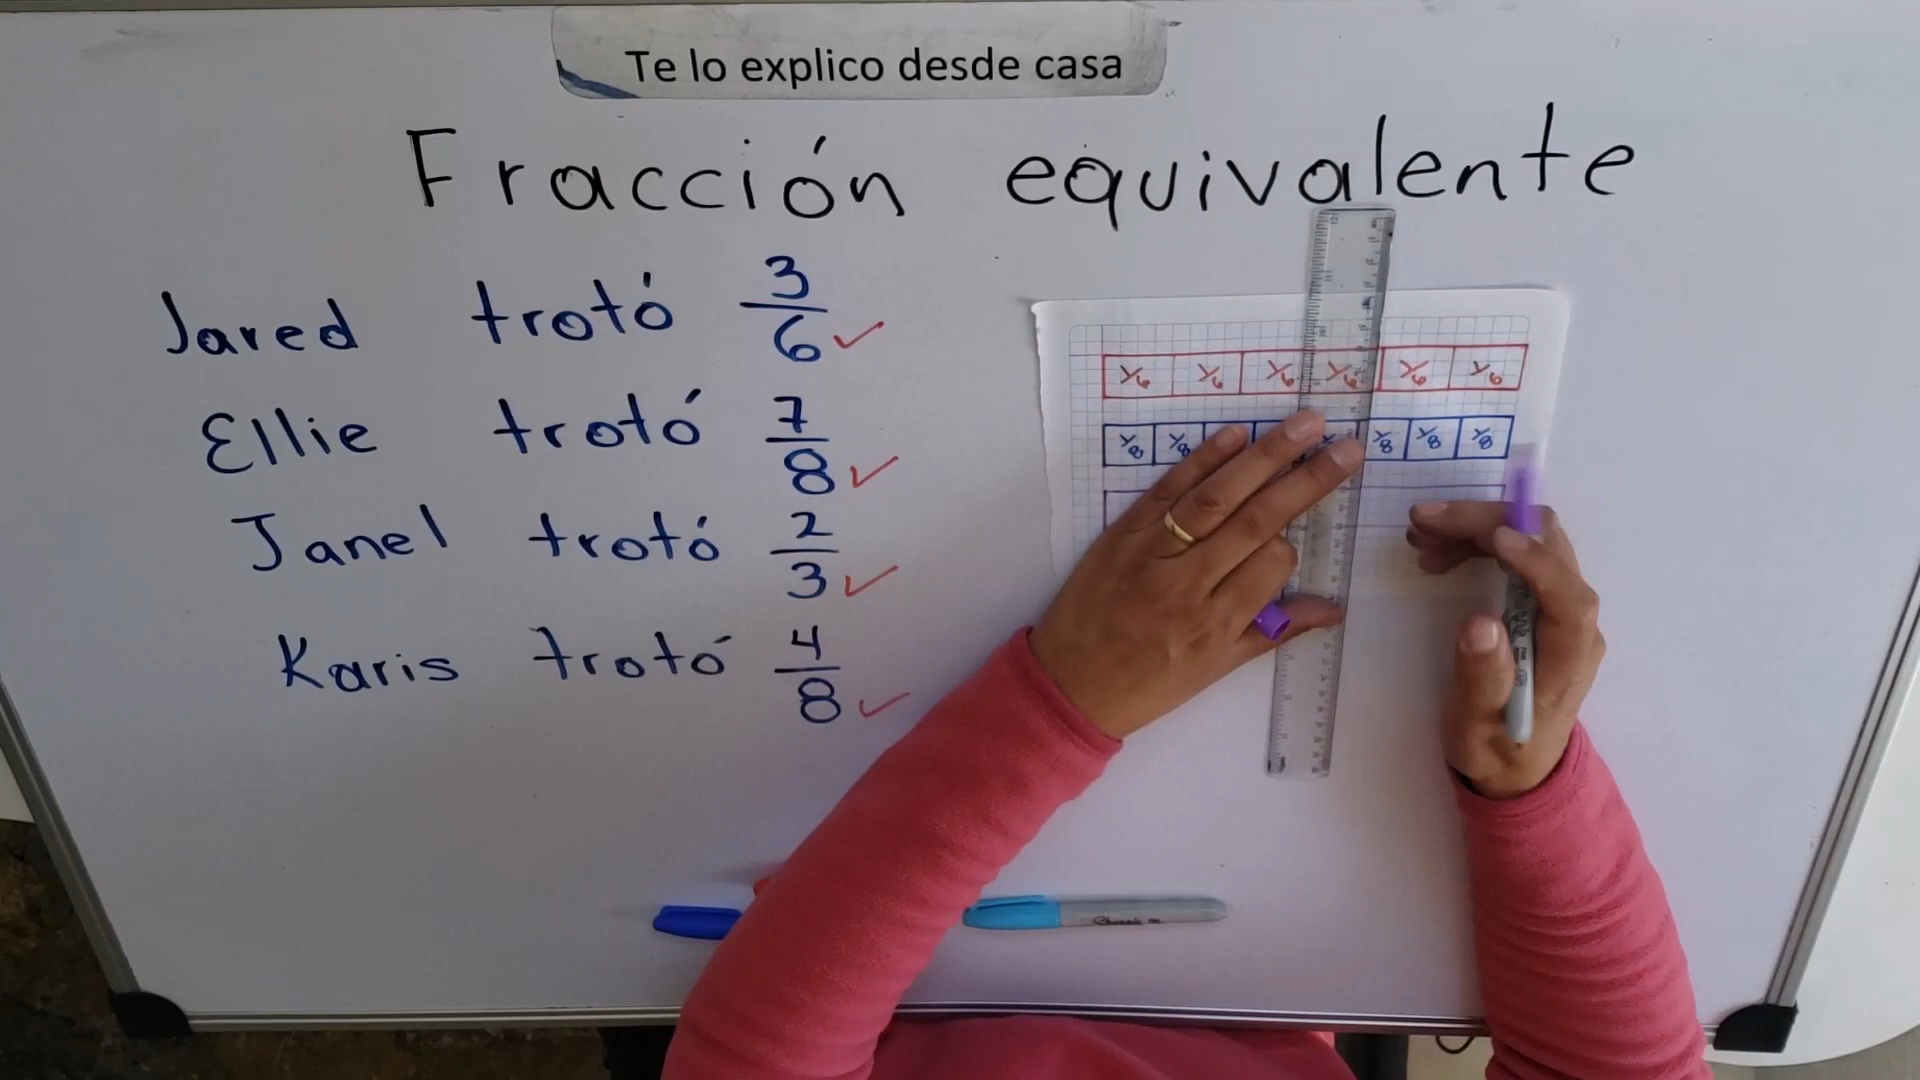 Te lo explico desde casa
Fracción equivalente
Jared trotó 3/6
Ellie trotó 7/8
Janel trotó 2/3
Karis trotó 4/8
1/6 1/6 1/6 1/6 1/6 1/6
1/8 1/8 1/8 1/8 1/8
Sharpie